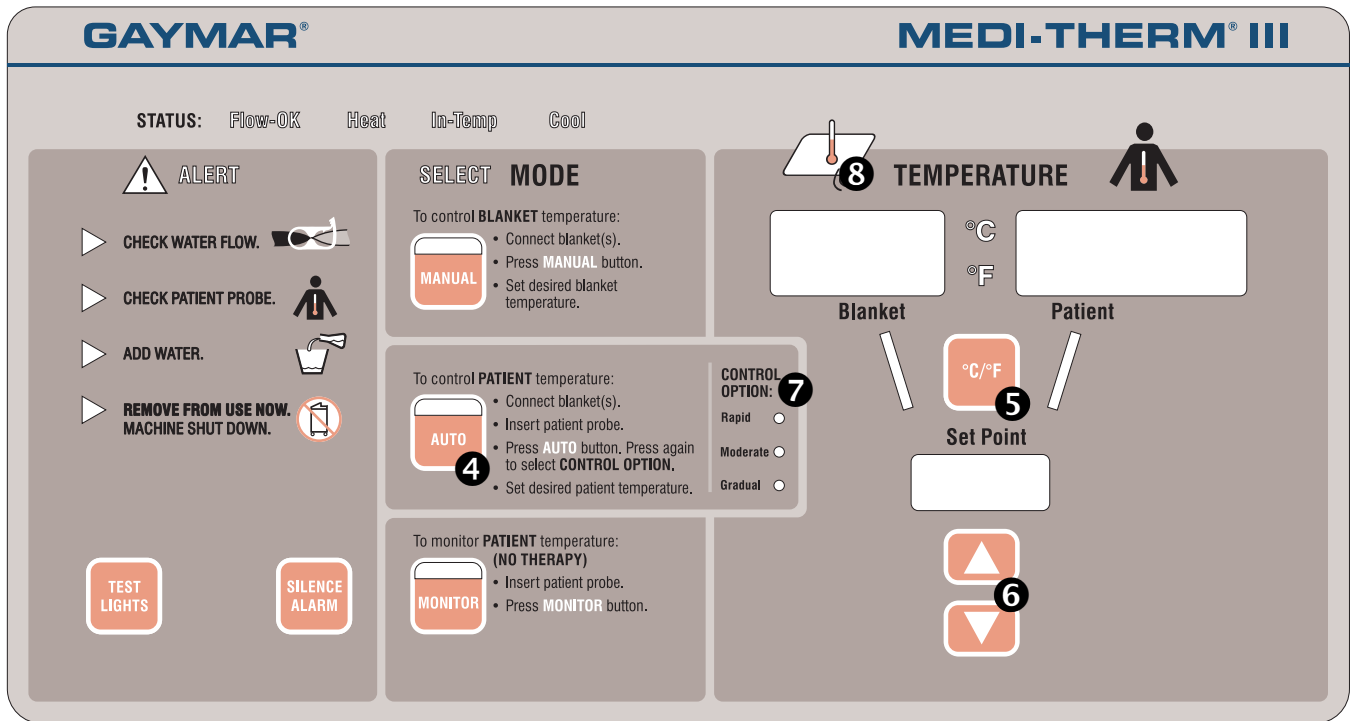 GAYMAR®
MEDI-THERM® III
STATUS: Flow-OK Heat In-Temp Cool
ALERT
CHECK WATER FLOW.
CHECK PATIENT PROBE.
ADD WATER.
REMOVE FROM USE NOW.
MACHINE SHUT DOWN.
TEST
LIGHTS
SILENCE
ALARM
SELECT MODE
To control BLANKET temperature:
MANUAL
• Connect blanket(s).
• Press MANUAL button.
• Set desired blanket
temperature.
To control PATIENT temperature:
AUTO
4
• Connect blanket(s).
• Insert patient probe.
• Press AUTO button. Press again
to select CONTROL OPTION.
• Set desired patient temperature.
CONTROL
OPTION:
7
Rapid
Moderate
Gradual
To monitor PATIENT temperature:
(NO THERAPY)
MONITOR
• Insert patient probe.
• Press MONITOR button.
8
TEMPERATURE
°C
°F
Blanket
Patient
°C/°F
5
Set Point
6